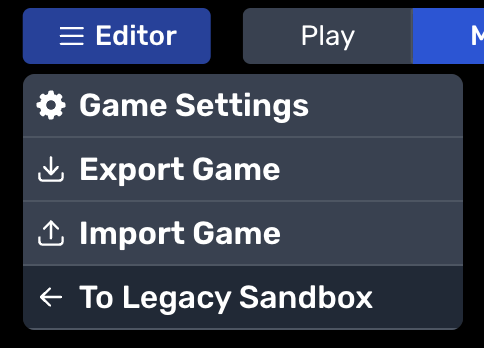 Editor Play M
Game Settings
Export Game
Import Game
To Legacy Sandbox